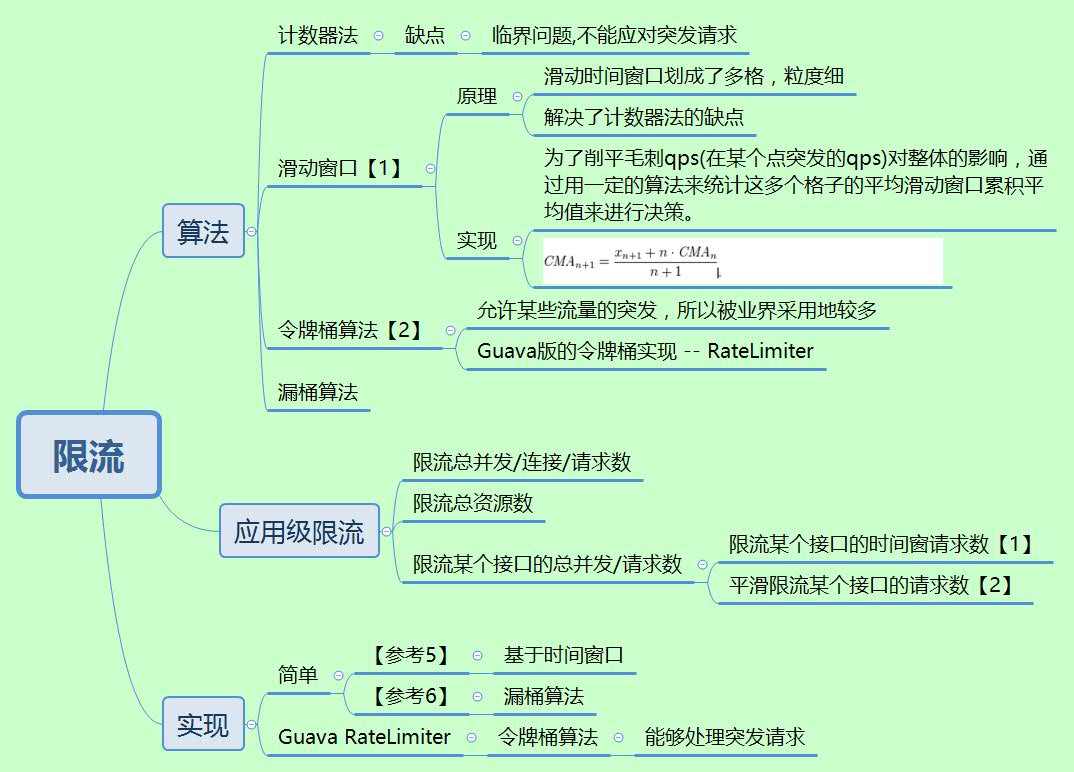 限流
算法
计数器法
缺点
临界问题,不能应对突发请求
滑动窗口【1】
原理
滑动时间窗口划成了多格，粒度细
解决了计数器法的缺点
实现
为了削平毛刺qps(在某个点突发的qps)对整体的影响，通
过用一定的算法来统计这多个格子的平均滑动窗口累积平
均值来进行决策。
CMAₙ₊₁ = (xₙ₊₁ + n · CMAₙ) / (n + 1)
令牌桶算法【2】
允许某些流量的突发，所以被业界采用地较多
Guava版的令牌桶实现 -- RateLimiter
漏桶算法
应用级限流
限流总并发/连接/请求数
限流总资源数
限流某个接口的总并发/请求数
限流某个接口的时间窗请求数【1】
平滑限流某个接口的请求数【2】
实现
简单
【参考5】
基于时间窗口
【参考6】
漏桶算法
Guava RateLimiter
令牌桶算法
能够处理突发请求